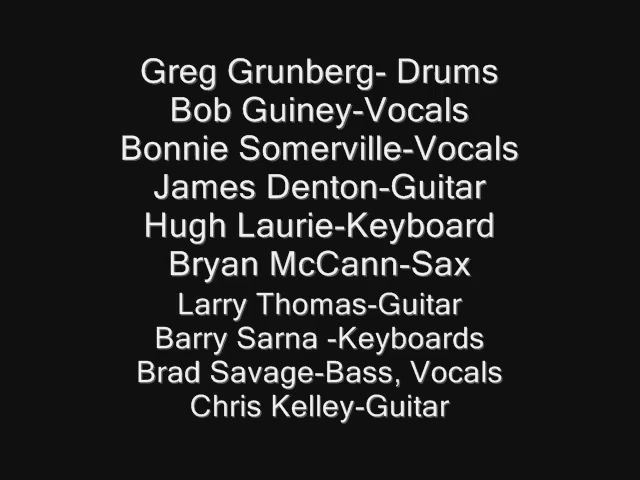 Greg Grunberg- Drums
Bob Guiney-Vocals
Bonnie Somerville-Vocals
James Denton-Guitar
Hugh Laurie-Keyboard
Bryan McCann-Sax
Larry Thomas-Guitar
Barry Sarna -Keyboards
Brad Savage-Bass, Vocals
Chris Kelley-Guitar